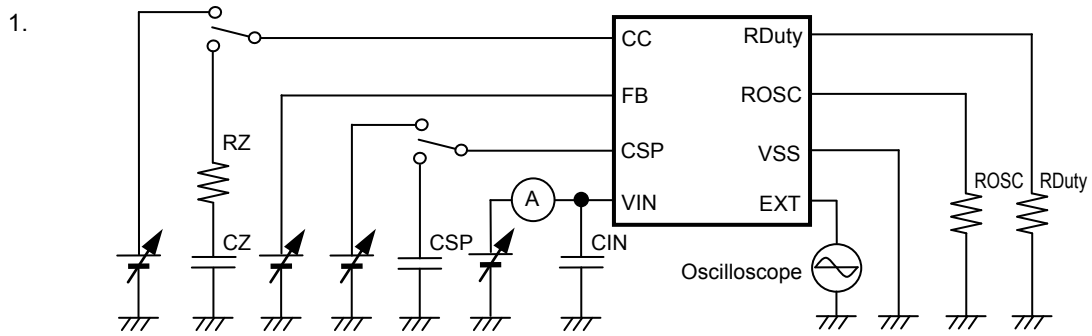 1.
CC RDuty
FB ROSC
RZ
CSP VSS
ROSC RDuty
A VIN EXT
CZ CSP CIN
Oscilloscope